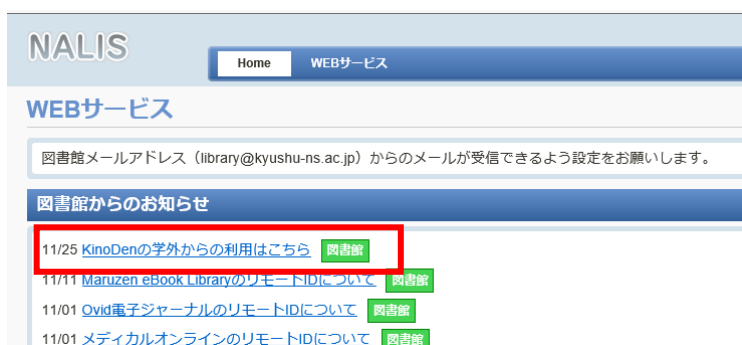 NALIS
Home WEBサービス
WEBサービス
図書館メールアドレス（library@kyushu-ns.ac.jp）からのメールが受信できるよう設定をお願いします。
図書館からのお知らせ
11/25 KinoDenの学外からの利用はこちら 図書館
11/11 Maruzen eBook LibraryのリモートIDについて 図書館
11/01 Ovid電子ジャーナルのリモートIDについて 図書館
11/01 メディカルオンラインのリモートIDについて 図書館